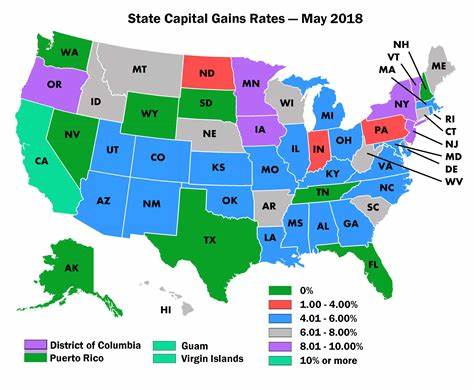 State Capital Gains Rates — May 2018
WA
MT
ND
MN
OR
ID
WY
SD
WI
MI
NH
VT
MA
ME
NY
RI
CT
NJ
MD
DE
WV
NV
CA
UT
CO
NE
IA
IL
IN
OH
PA
KS
MO
KY
VA
NC
AZ
NM
OK
AR
TN
SC
TX
LA
MS
AL
GA
FL
AK
HI
0%
1.00 - 4.00%
4.01 - 6.00%
6.01 - 8.00%
8.01 - 10.00%
10% or more
District of Columbia
Puerto Rico
Guam
Virgin Islands